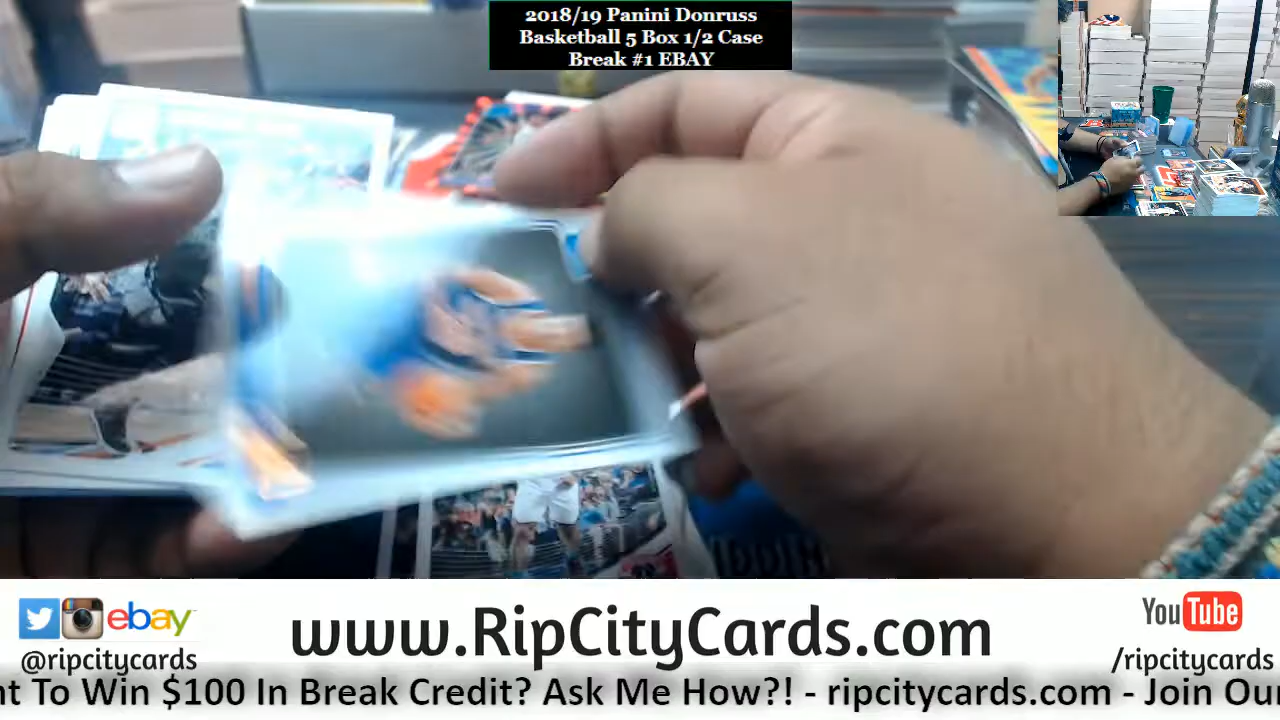 2018/19 Panini Donruss
Basketball 5 Box 1/2 Case
Break #1 EBAY
ebay
@ripcitycards
www.RipCityCards.com
YouTube
/ripcitycards
nt To Win $100 In Break Credit? Ask Me How?! - ripcitycards.com - Join Our